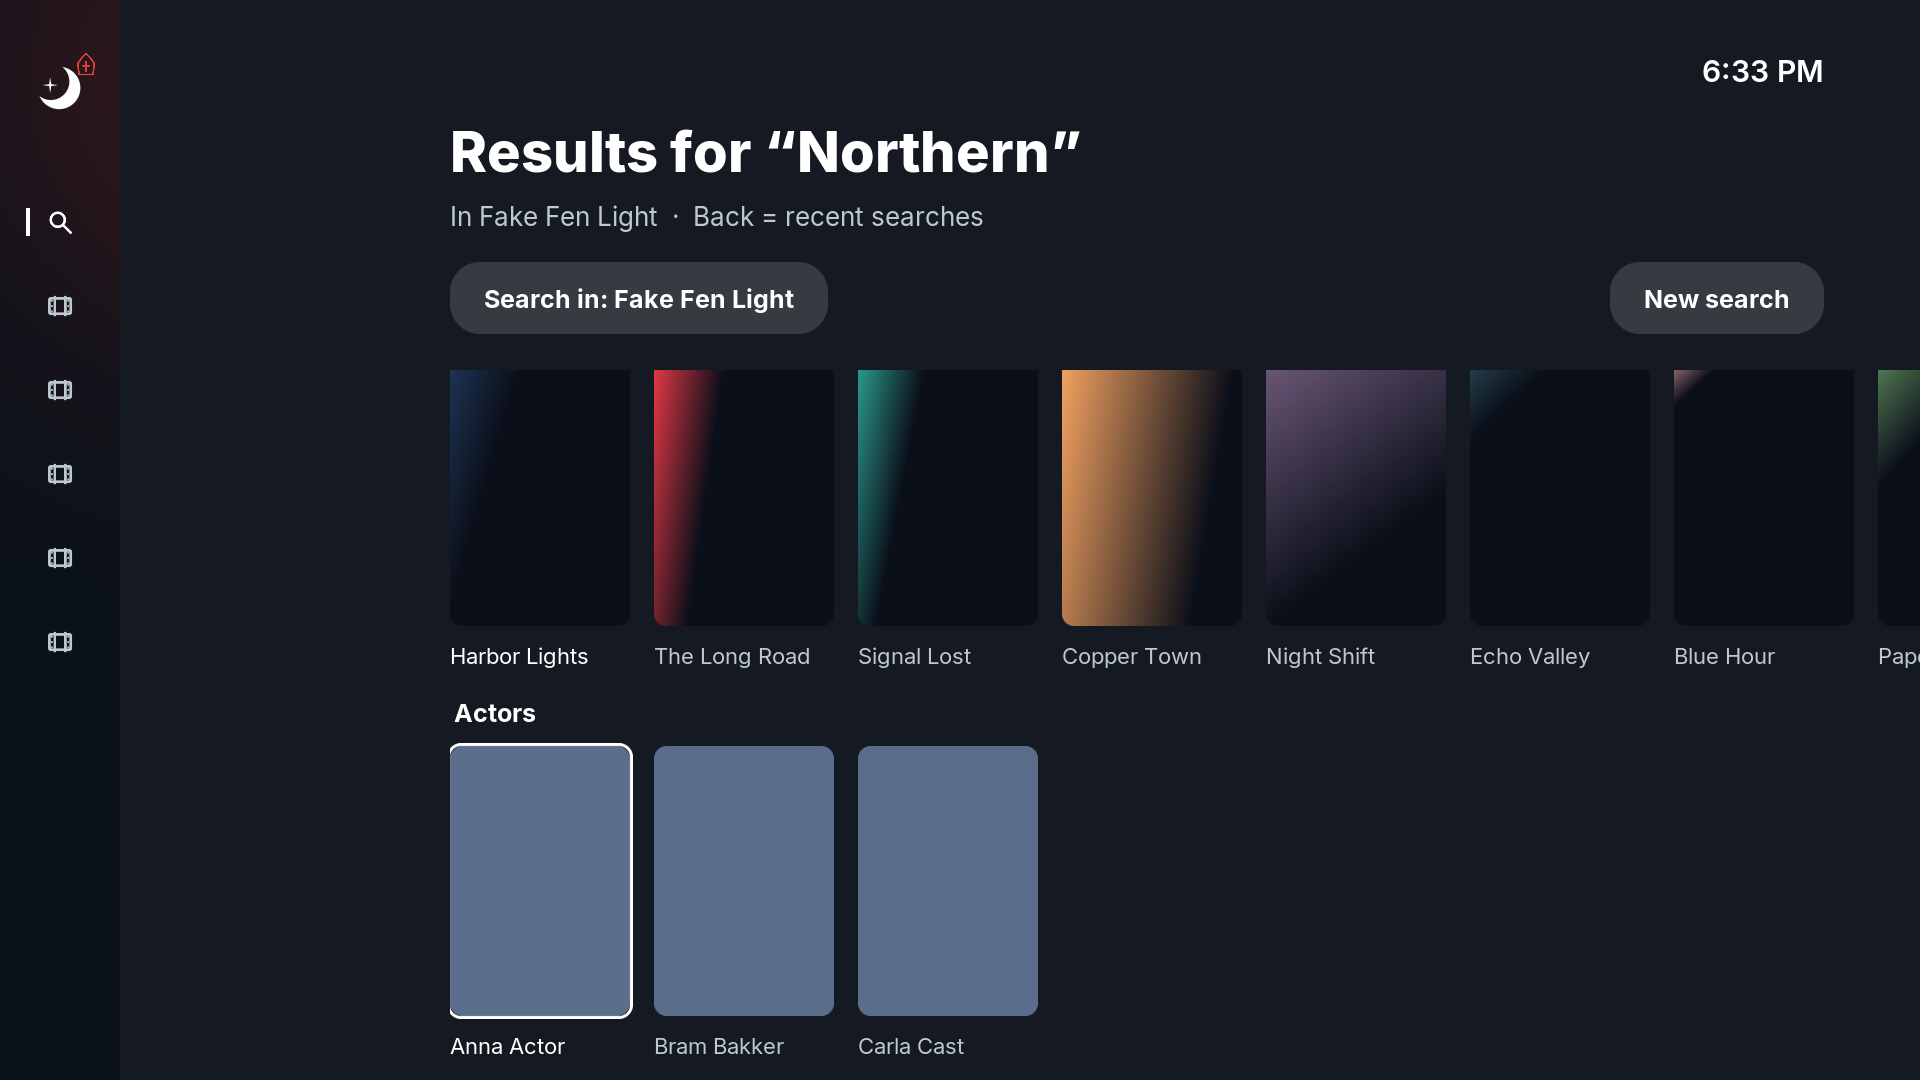 6:33 PM
Results for “Northern”
In Fake Fen Light · Back = recent searches
Search in: Fake Fen Light
New search
Harbor Lights
The Long Road
Signal Lost
Copper Town
Night Shift
Echo Valley
Blue Hour
Actors
Anna Actor
Bram Bakker
Carla Cast